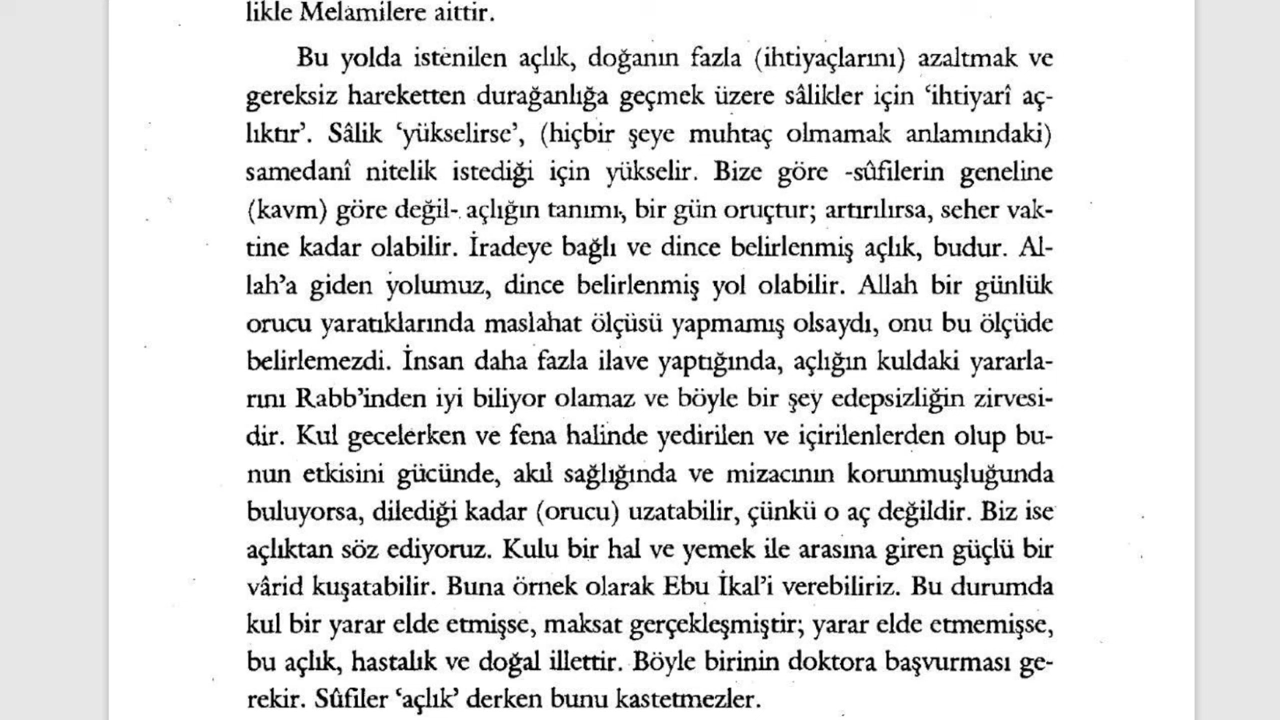 likle Melâmilere aittir.
Bu yolda istenilen açlık, doğanın fazla (ihtiyaçlarını) azaltmak ve
gereksiz hareketten durağanlığa geçmek üzere sâlikler için ‘ihtiyarî aç-
lıktır’. Sâlik ‘yükselirse’, (hiçbir şeye muhtaç olmamak anlamındaki)
samedanî nitelik istediği için yükselir. Bize göre -sûfilerin geneline
(kavm) göre değil-, açlığın tanımı, bir gün oruçtur; artırılırsa, seher vak-
tine kadar olabilir. İradeye bağlı ve dince belirlenmiş açlık, budur. Al-
lah’a giden yolumuz, dince belirlenmiş yol olabilir. Allah bir günlük
orucu yaratıklarında maslahat ölçüsü yapmamış olsaydı, onu bu ölçüde
belirlemezdi. İnsan daha fazla ilave yaptığında, açlığın kuldaki yararla-
rını Rabb’inden iyi biliyor olamaz ve böyle bir şey edepsizliğin zirvesi-
dir. Kul gecelerken ve fena halinde yedirilen ve içirilenlerden olup bu-
nun etkisini gücünde, akıl sağlığında ve mizacının korunmuşluğunda
buluyorsa, dilediği kadar (orucu) uzatabilir, çünkü o aç değildir. Biz ise
açlıktan söz ediyoruz. Kulu bir hal ve yemek ile arasına giren güçlü bir
vârid kuşatabilir. Buna örnek olarak Ebu İkal’i verebiliriz. Bu durumda
kul bir yarar elde etmişse, maksat gerçekleşmiştir; yarar elde etmemişse,
bu açlık, hastalık ve doğal illettir. Böyle birinin doktora başvurması ge-
rekir. Sûfiler ‘açlık’ derken bunu kastetmezler.